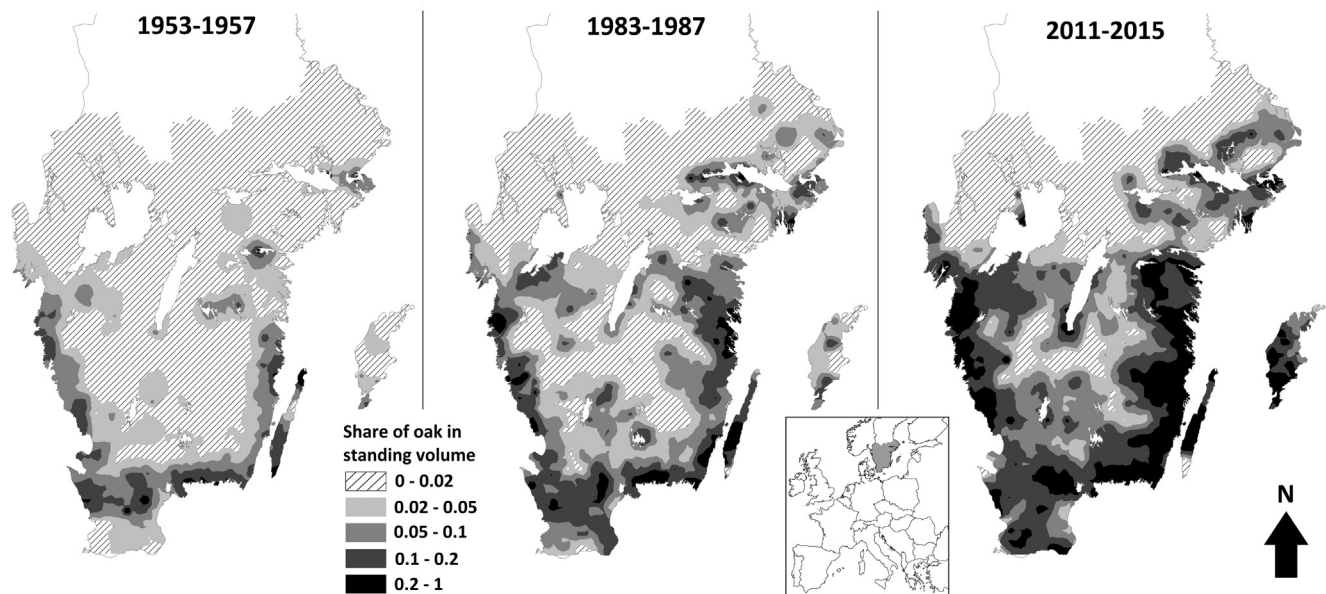 1953-1957
1983-1987
2011-2015
Share of oak in
standing volume
0 - 0.02
0.02 - 0.05
0.05 - 0.1
0.1 - 0.2
0.2 - 1
N